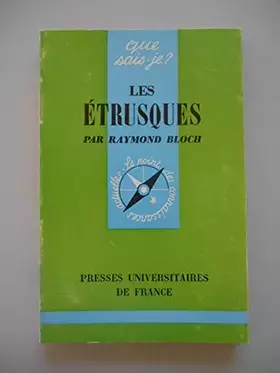 que
sais-je?
LES
ÉTRUSQUES
PAR RAYMOND BLOCH
le point des connaissances actuelles
PRESSES UNIVERSITAIRES
DE FRANCE